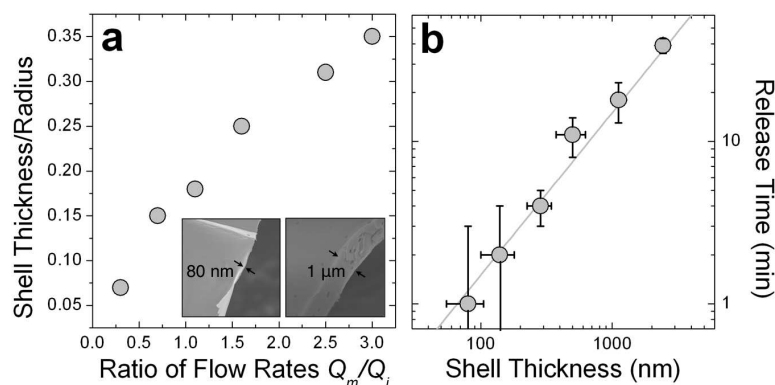 a
Shell Thickness/Radius
0.35
0.30
0.25
0.20
0.15
0.10
0.05
80 nm
1 µm
0.0 0.5 1.0 1.5 2.0 2.5 3.0
Ratio of Flow Rates Qm/Qi
b
Release Time (min)
10
1
100 1000
Shell Thickness (nm)